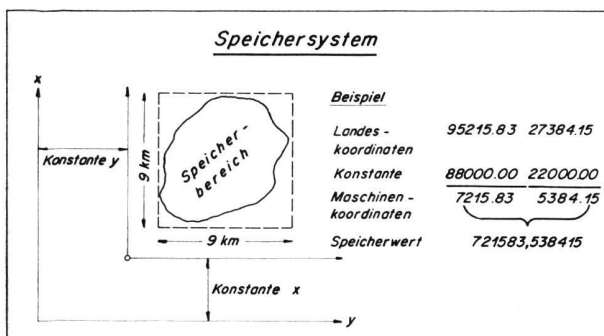 Speichersystem
x
Konstante y
9 km
Speicher-
bereich
9 km
Konstante x
y
Beispiel
Landes-
koordinaten 95215.83 27384.15
Konstante 88000.00 22000.00
Maschinen-
koordinaten 7215.83 5384.15
Speicherwert 721583,538415